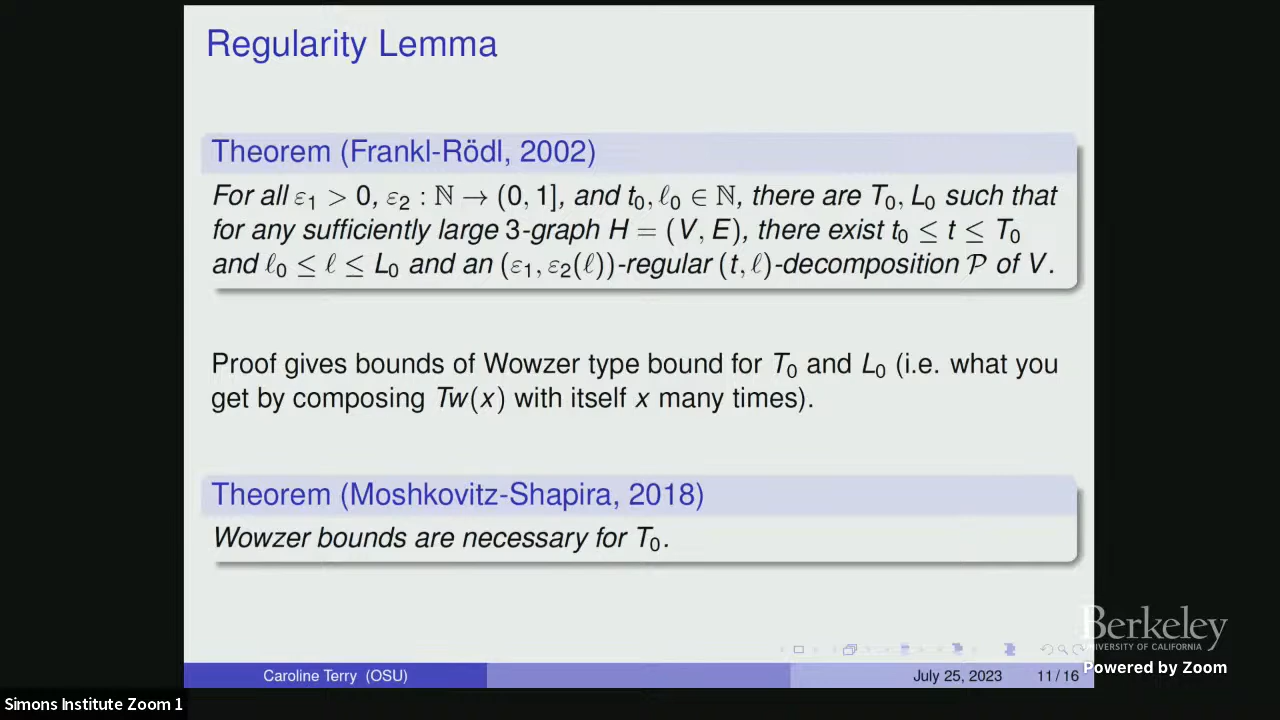 Regularity Lemma
Theorem (Frankl-Rödl, 2002)
For all ε₁ > 0, ε₂ : ℕ → (0, 1], and t₀, ℓ₀ ∈ ℕ, there are T₀, L₀ such that
for any sufficiently large 3-graph H = (V, E), there exist t₀ ≤ t ≤ T₀
and ℓ₀ ≤ ℓ ≤ L₀ and an (ε₁, ε₂(ℓ))-regular (t, ℓ)-decomposition 𝒫 of V.
Proof gives bounds of Wowzer type bound for T₀ and L₀ (i.e. what you
get by composing Tw(x) with itself x many times).
Theorem (Moshkovitz-Shapira, 2018)
Wowzer bounds are necessary for T₀.
Berkeley
UNIVERSITY OF CALIFORNIA
Powered by Zoom
Caroline Terry (OSU)
July 25, 2023
11 / 16
Simons Institute Zoom 1